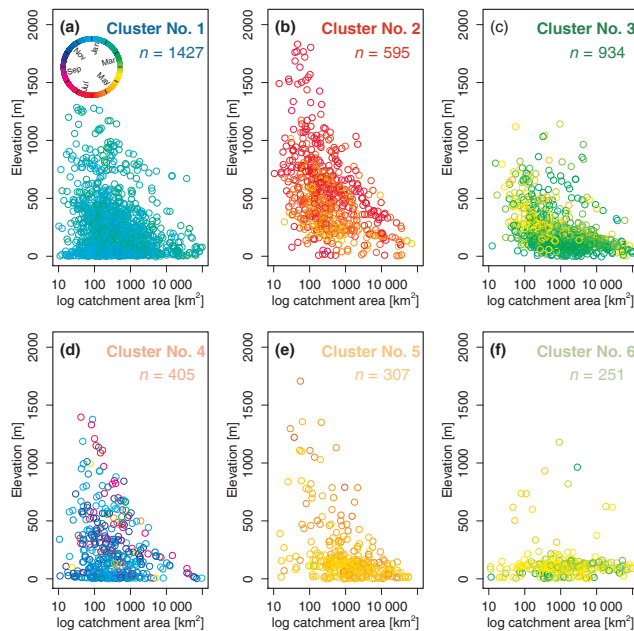 (a) Cluster No. 1
n = 1427
Jan
Mar
May
Jul
Sep
Nov
Elevation [m]
2000
1500
1000
500
0
10 100 1000 10 000
log catchment area [km²]
(b) Cluster No. 2
n = 595
Elevation [m]
2000
1500
1000
500
0
10 100 1000 10 000
log catchment area [km²]
(c) Cluster No. 3
n = 934
Elevation [m]
2000
1500
1000
500
0
10 100 1000 10 000
log catchment area [km²]
(d) Cluster No. 4
n = 405
Elevation [m]
2000
1500
1000
500
0
10 100 1000 10 000
log catchment area [km²]
(e) Cluster No. 5
n = 307
Elevation [m]
2000
1500
1000
500
0
10 100 1000 10 000
log catchment area [km²]
(f) Cluster No. 6
n = 251
Elevation [m]
2000
1500
1000
500
0
10 100 1000 10 000
log catchment area [km²]